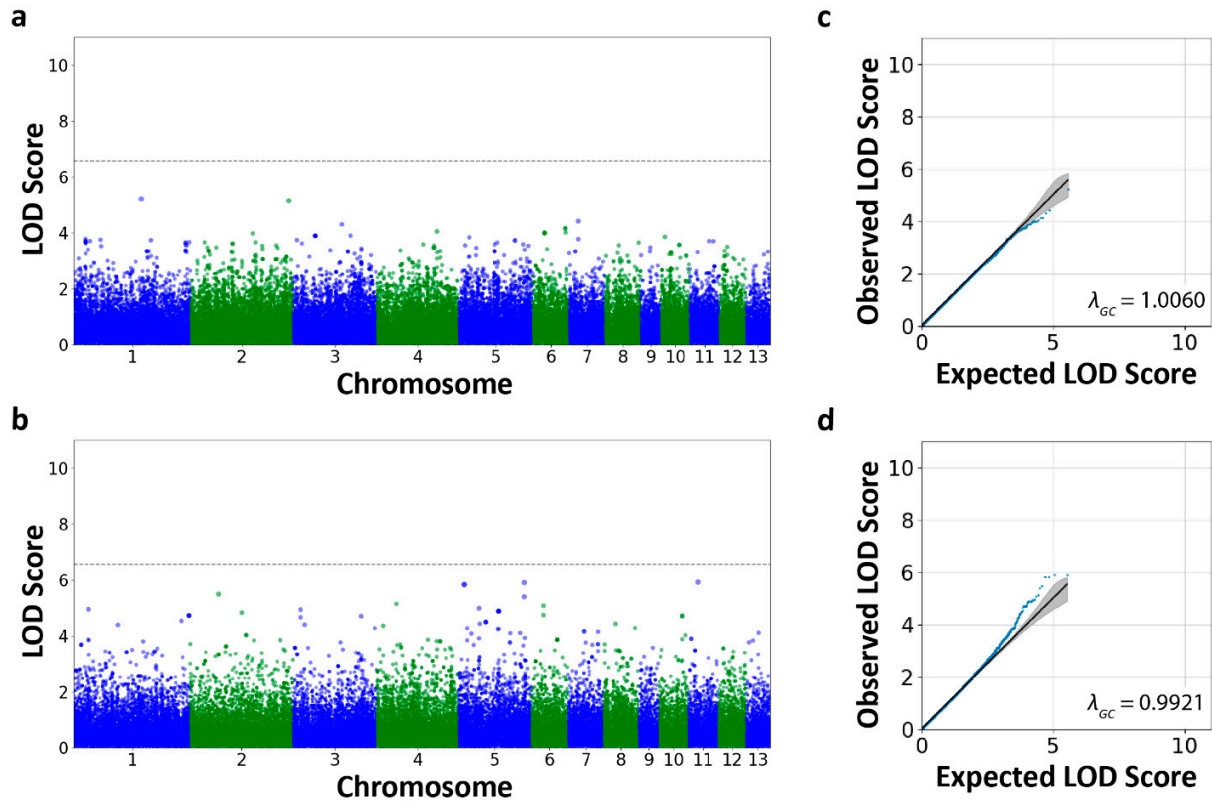 a
10
8
6
4
2
0
LOD Score
1 2 3 4 5 6 7 8 9 10 11 12 13
Chromosome
c
10
8
6
4
2
0
Observed LOD Score
λGC = 1.0060
0 5 10
Expected LOD Score
b
10
8
6
4
2
0
LOD Score
1 2 3 4 5 6 7 8 9 10 11 12 13
Chromosome
d
10
8
6
4
2
0
Observed LOD Score
λGC = 0.9921
0 5 10
Expected LOD Score